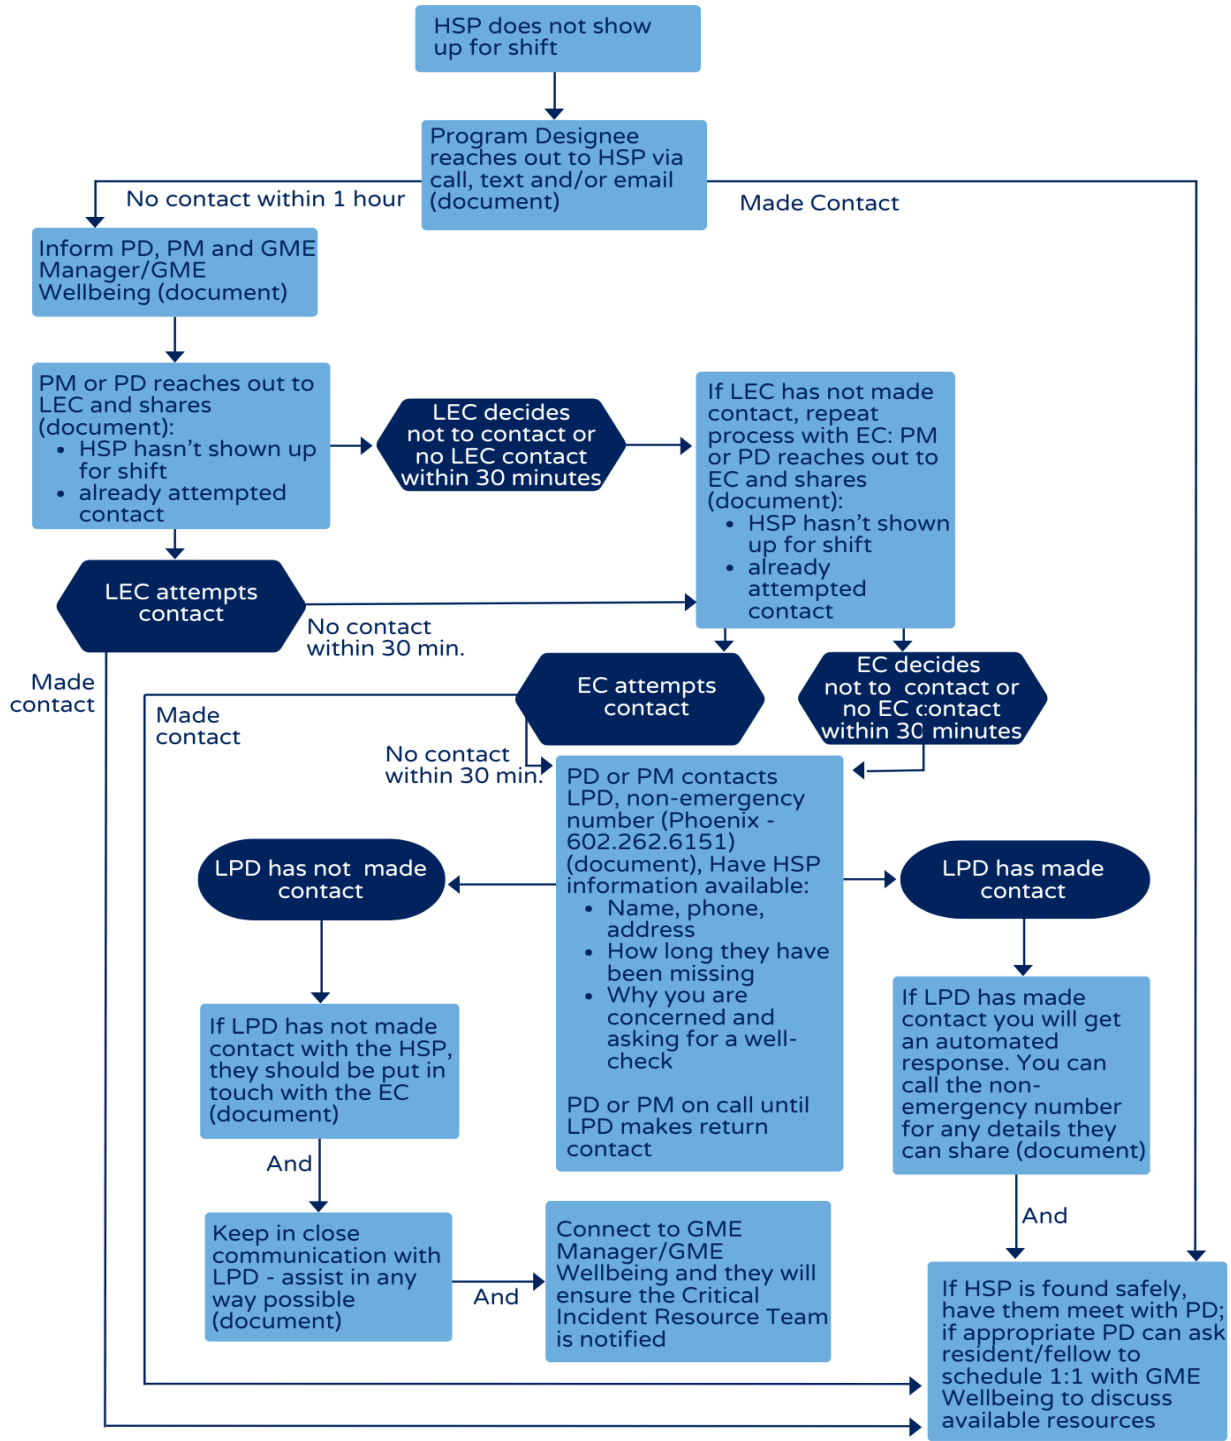 HSP does not show
up for shift
Program Designee
reaches out to HSP via
call, text and/or email
(document)
No contact within 1 hour
Made Contact
Inform PD, PM and GME
Manager/GME
Wellbeing (document)
PM or PD reaches out to
LEC and shares
(document):
• HSP hasn't shown up
for shift
• already attempted
contact
LEC decides
not to contact or
no LEC contact
within 30 minutes
If LEC has not made
contact, repeat
process with EC: PM
or PD reaches out to
EC and shares
(document):
• HSP hasn't shown
up for shift
• already
attempted
contact
LEC attempts
contact
No contact
within 30 min.
Made
contact
EC attempts
contact
EC decides
not to contact or
no EC contact
within 30 minutes
Made
contact
No contact
within 30 min.
PD or PM contacts
LPD, non-emergency
number (Phoenix -
602.262.6151)
(document), Have HSP
information available:
• Name, phone,
address
• How long they have
been missing
• Why you are
concerned and
asking for a well-
check
PD or PM on call until
LPD makes return
contact
LPD has not made
contact
LPD has made
contact
If LPD has not made
contact with the HSP,
they should be put in
touch with the EC
(document)
If LPD has made
contact you will get
an automated
response. You can
call the non-
emergency number
for any details they
can share (document)
And
And
Keep in close
communication with
LPD - assist in any
way possible
(document)
And
Connect to GME
Manager/GME
Wellbeing and they will
ensure the Critical
Incident Resource Team
is notified
If HSP is found safely,
have them meet with PD;
if appropriate PD can ask
resident/fellow to
schedule 1:1 with GME
Wellbeing to discuss
available resources